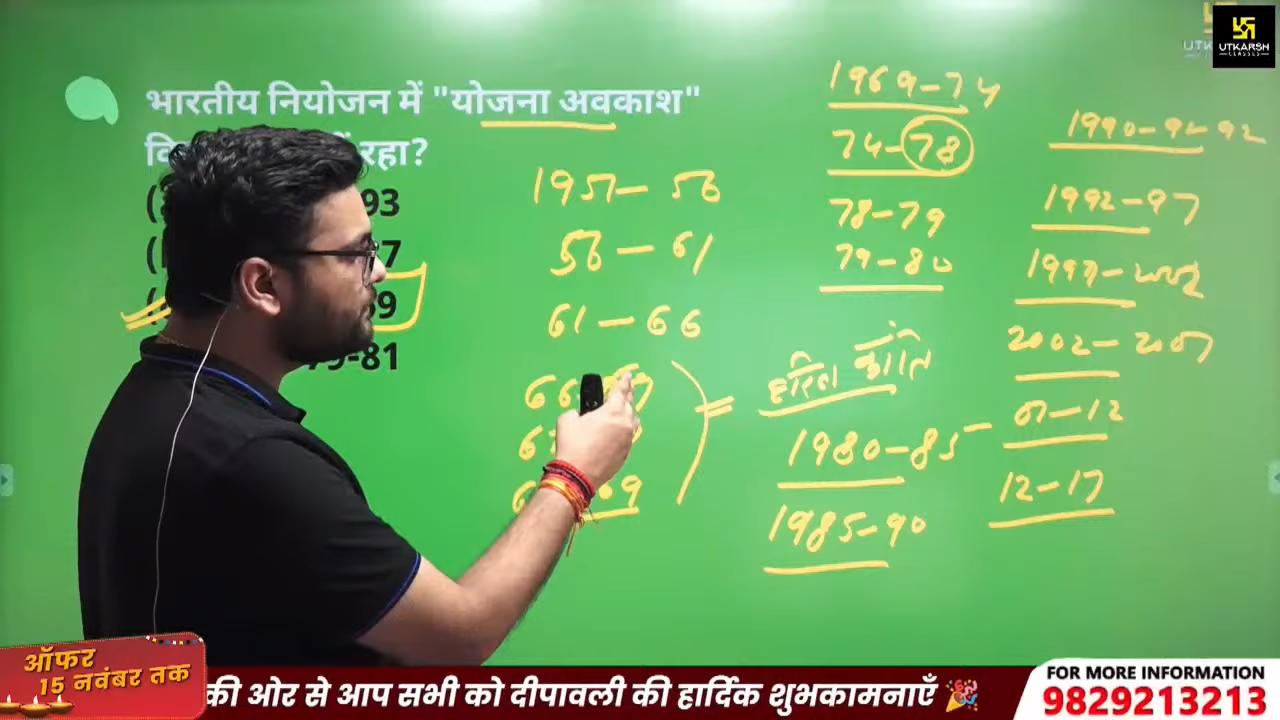 UTKARSH
CLASSES
भारतीय नियोजन में "योजना अवकाश"
रहा?
93
7
9
-81
1951 – 56
56 – 61
61 – 66
66
69
1969-74
74-78
78-79
79-80
हरित क्रांति
1980-85
1985-90
1990-91-92
1992-97
1997-2002
2002-2007
07-12
12-17
ऑफर
15 नवंबर तक
की ओर से आप सभी को दीपावली की हार्दिक शुभकामनाएँ 🎉
FOR MORE INFORMATION
9829213213